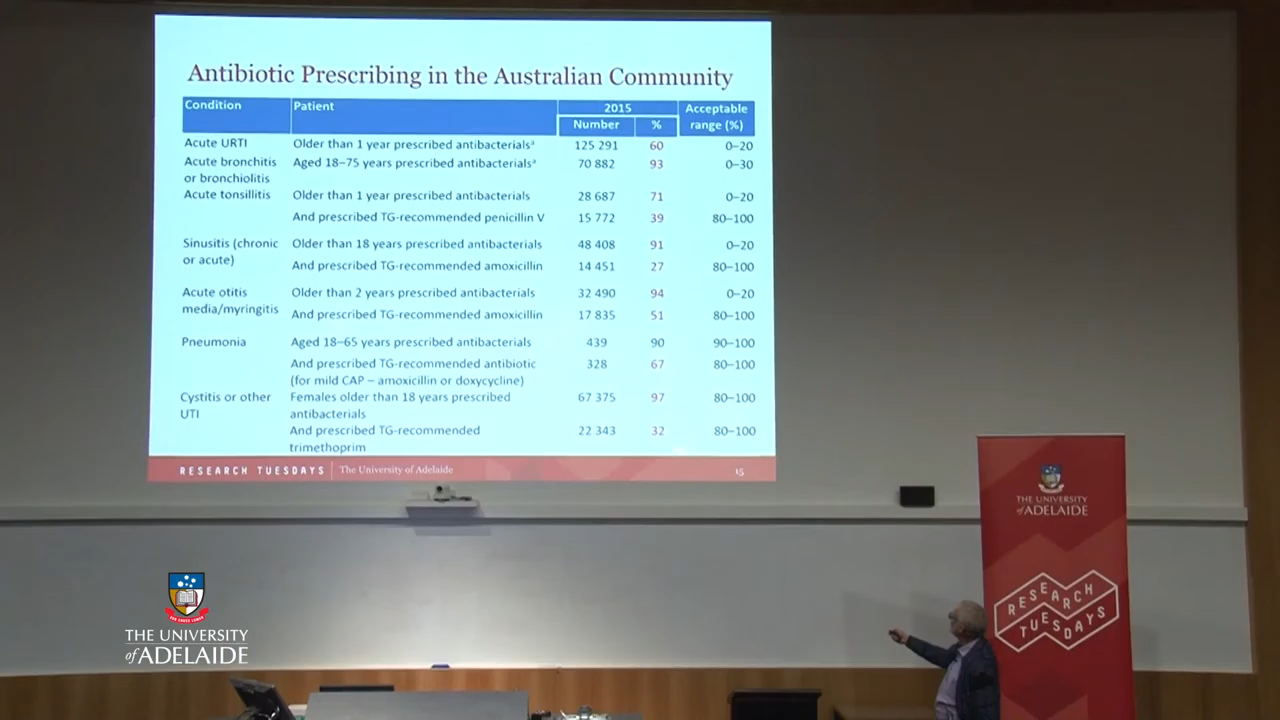 Antibiotic Prescribing in the Australian Community
Condition Patient 2015 Acceptable range (%)
Number %
Acute URTI Older than 1 year prescribed antibacterialsᵃ 125 291 60 0–20
Acute bronchitis or bronchiolitis Aged 18–75 years prescribed antibacterialsᵃ 70 882 93 0–30
Acute tonsillitis Older than 1 year prescribed antibacterials 28 687 71 0–20
And prescribed TG-recommended penicillin V 15 772 39 80–100
Sinusitis (chronic or acute) Older than 18 years prescribed antibacterials 48 408 91 0–20
And prescribed TG-recommended amoxicillin 14 451 27 80–100
Acute otitis media/myringitis Older than 2 years prescribed antibacterials 32 490 94 0–20
And prescribed TG-recommended amoxicillin 17 835 51 80–100
Pneumonia Aged 18–65 years prescribed antibacterials 439 90 90–100
And prescribed TG-recommended antibiotic (for mild CAP – amoxicillin or doxycycline) 328 67 80–100
Cystitis or other UTI Females older than 18 years prescribed antibacterials 67 375 97 80–100
And prescribed TG-recommended trimethoprim 22 343 32 80–100
RESEARCH TUESDAYS The University of Adelaide 15
THE UNIVERSITY
of ADELAIDE
RESEARCH
TUESDAYS
THE UNIVERSITY
of ADELAIDE